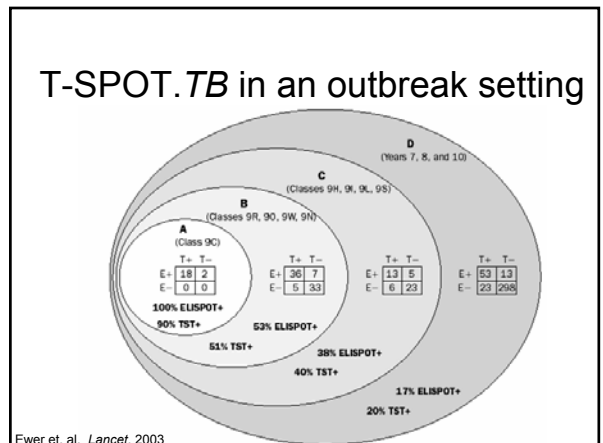 T-SPOT.TB in an outbreak setting
D
(Years 7, 8, and 10)
C
(Classes 9H, 9I, 9L, 9S)
B
(Classes 9R, 9O, 9W, 9N)
A
(Class 9C)
T+ T−
E+ 18 2
E− 0 0
T+ T−
E+ 36 7
E− 5 33
T+ T−
E+ 13 5
E− 6 23
T+ T−
E+ 53 13
E− 23 298
100% ELISPOT+
90% TST+
53% ELISPOT+
51% TST+
38% ELISPOT+
40% TST+
17% ELISPOT+
20% TST+
Ewer et. al. Lancet, 2003